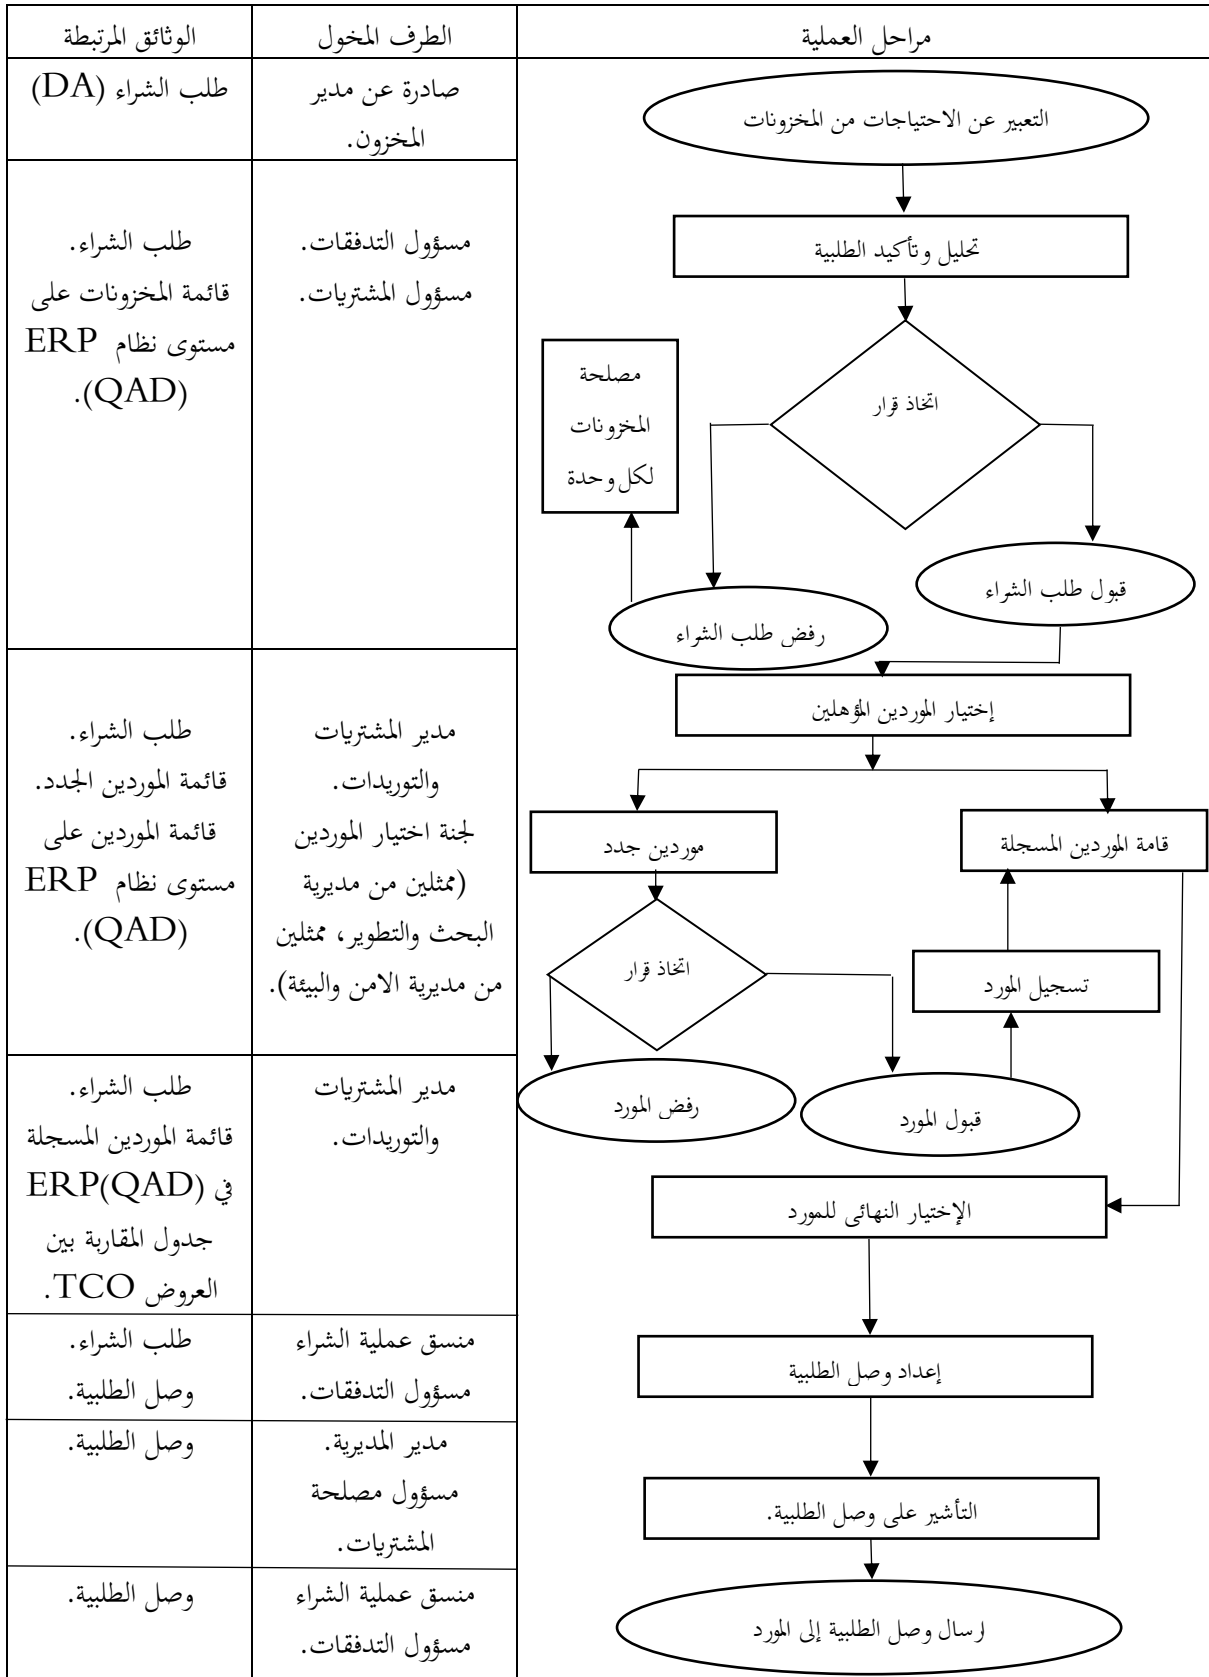 مراحل العملية
الطرف المخول
الوثائق المرتبطة
التعبير عن الاحتياجات من المخزونات
صادرة عن مدير
المخزون.
طلب الشراء (DA)
تحليل وتأكيد الطلبية
اتخاذ قرار
مصلحة
المخزونات
لكل وحدة
قبول طلب الشراء
رفض طلب الشراء
مسؤول التدفقات.
مسؤول المشتريات.
طلب الشراء.
قائمة المخزونات على
مستوى نظام ERP
(QAD).
إختيار الموردين المؤهلين
موردين جدد
قامة الموردين المسجلة
اتخاذ قرار
تسجيل المورد
رفض المورد
قبول المورد
مدير المشتريات
والتوريدات.
لجنة اختيار الموردين
(ممثلين من مديرية
البحث والتطوير، ممثلين
من مديرية الامن والبيئة).
طلب الشراء.
قائمة الموردين الجدد.
قائمة الموردين على
مستوى نظام ERP
(QAD).
الإختيار النهائى للمورد
مدير المشتريات
والتوريدات.
طلب الشراء.
قائمة الموردين المسجلة
في ERP(QAD)
جدول المقاربة بين
العروض TCO.
إعداد وصل الطلبية
منسق عملية الشراء
مسؤول التدفقات.
طلب الشراء.
وصل الطلبية.
التأشير على وصل الطلبية.
مدير المديرية.
مسؤول مصلحة
المشتريات.
وصل الطلبية.
ارسال وصل الطلبية إلى المورد
منسق عملية الشراء
مسؤول التدفقات.
وصل الطلبية.